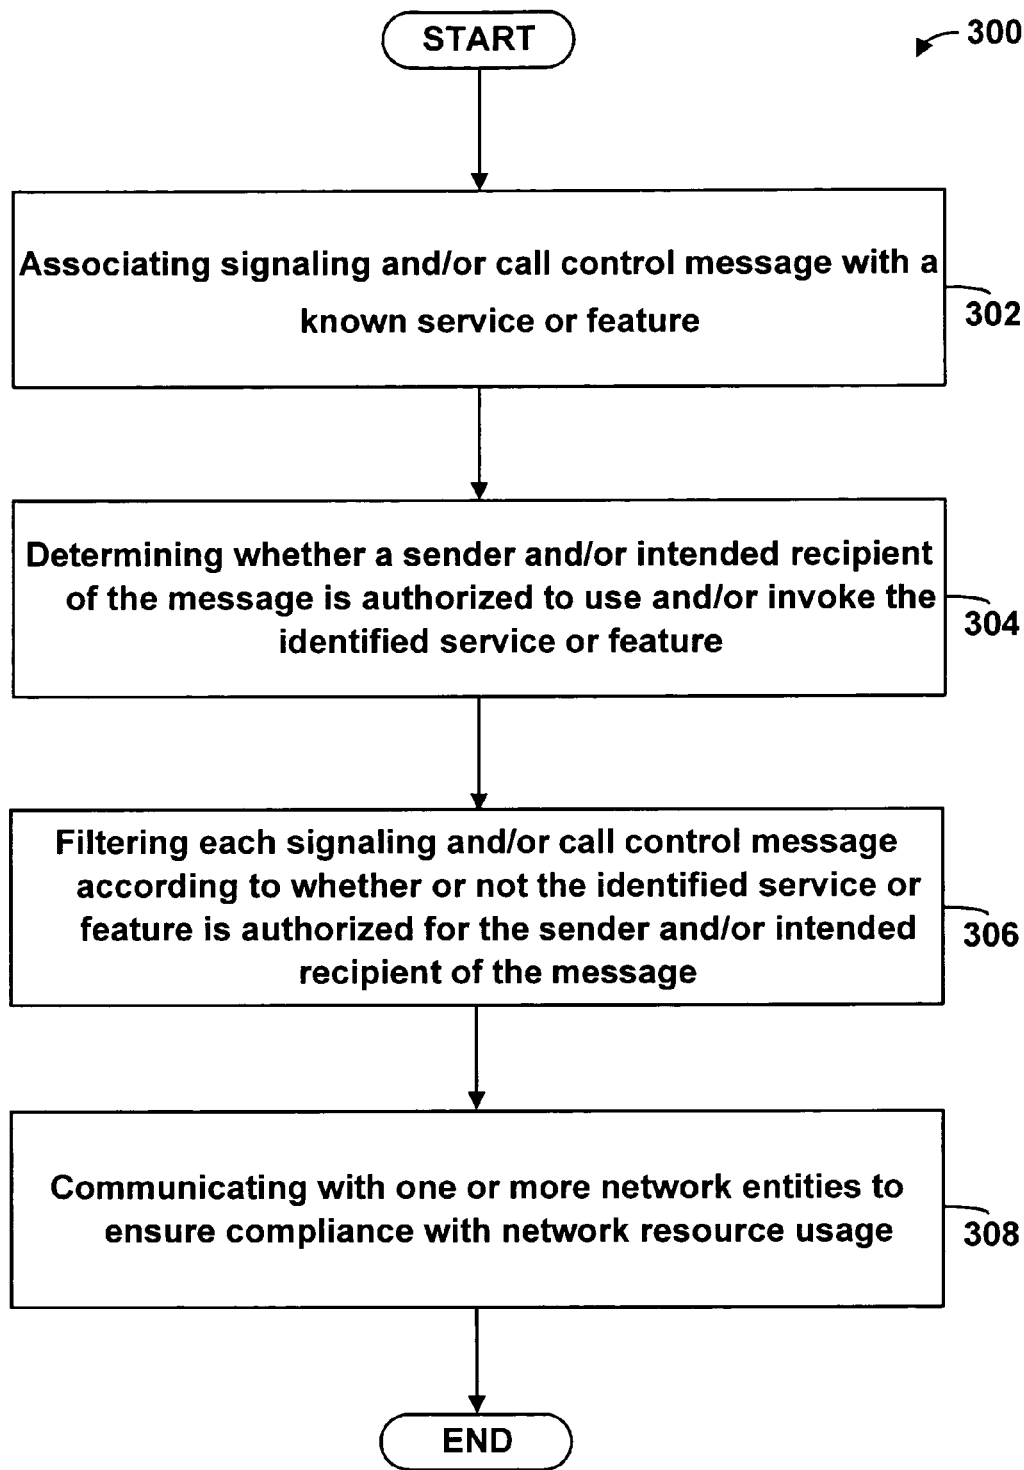 START
300
Associating signaling and/or call control message with a
known service or feature
302
Determining whether a sender and/or intended recipient
of the message is authorized to use and/or invoke the
identified service or feature
304
Filtering each signaling and/or call control message
according to whether or not the identified service or
feature is authorized for the sender and/or intended
recipient of the message
306
Communicating with one or more network entities to
ensure compliance with network resource usage
308
END